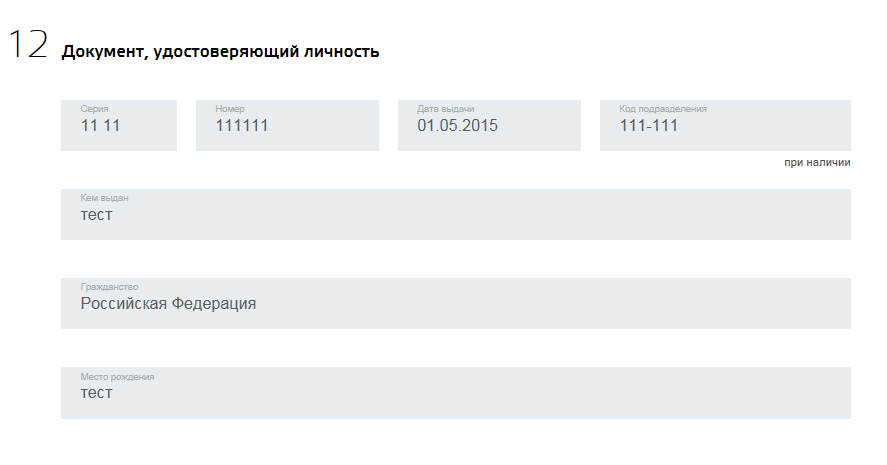 12 Документ, удостоверяющий личность
Серия Номер Дата выдачи Код подразделения
11 11 111111 01.05.2015 111-111
при наличии
Кем выдан
тест
Гражданство
Российская Федерация
Место рождения
тест